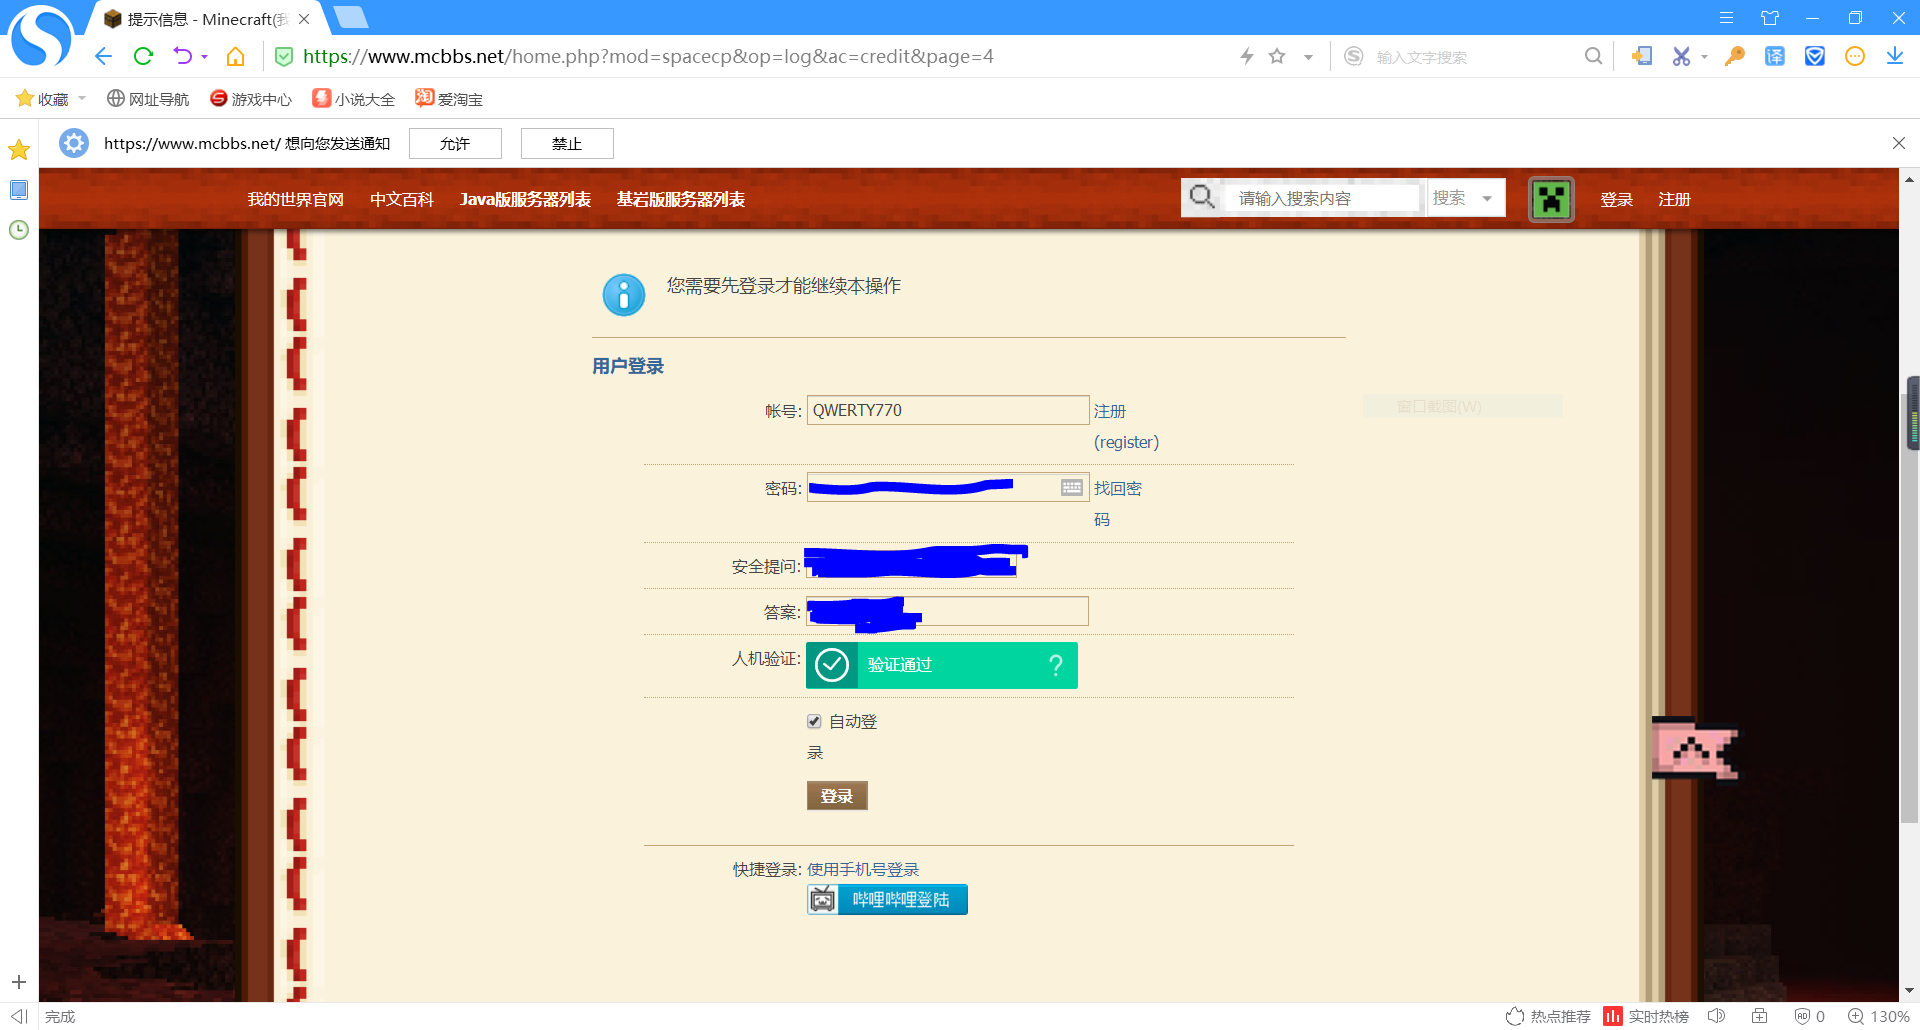 提示信息 - Minecraft(我
https://www.mcbbs.net/home.php?mod=spacecp&op=log&ac=credit&page=4
输入文字搜索
译
收藏
网址导航
游戏中心
小说大全
淘
爱淘宝
https://www.mcbbs.net/ 想向您发送通知
允许
禁止
我的世界官网
中文百科
Java版服务器列表
基岩版服务器列表
请输入搜索内容
搜索
登录
注册
您需要先登录才能继续本操作
用户登录
帐号:
QWERTY770
注册
(register)
窗口截图(W)
密码:
找回密
码
安全提问:
答案:
人机验证:
验证通过
?
自动登
录
登录
快捷登录:
使用手机号登录
哔哩哔哩登陆
完成
热点推荐
实时热榜
AD
0
130%